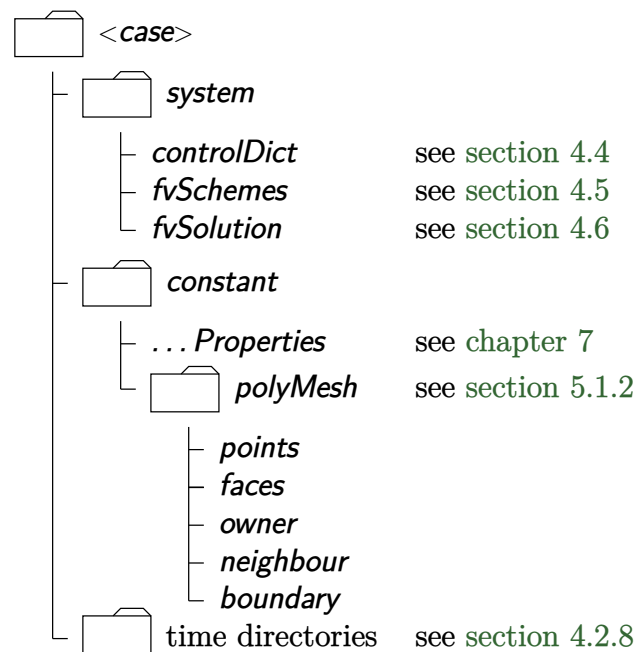 <case>
system
controlDict see section 4.4
fvSchemes see section 4.5
fvSolution see section 4.6
constant
...Properties see chapter 7
polyMesh see section 5.1.2
points
faces
owner
neighbour
boundary
time directories see section 4.2.8